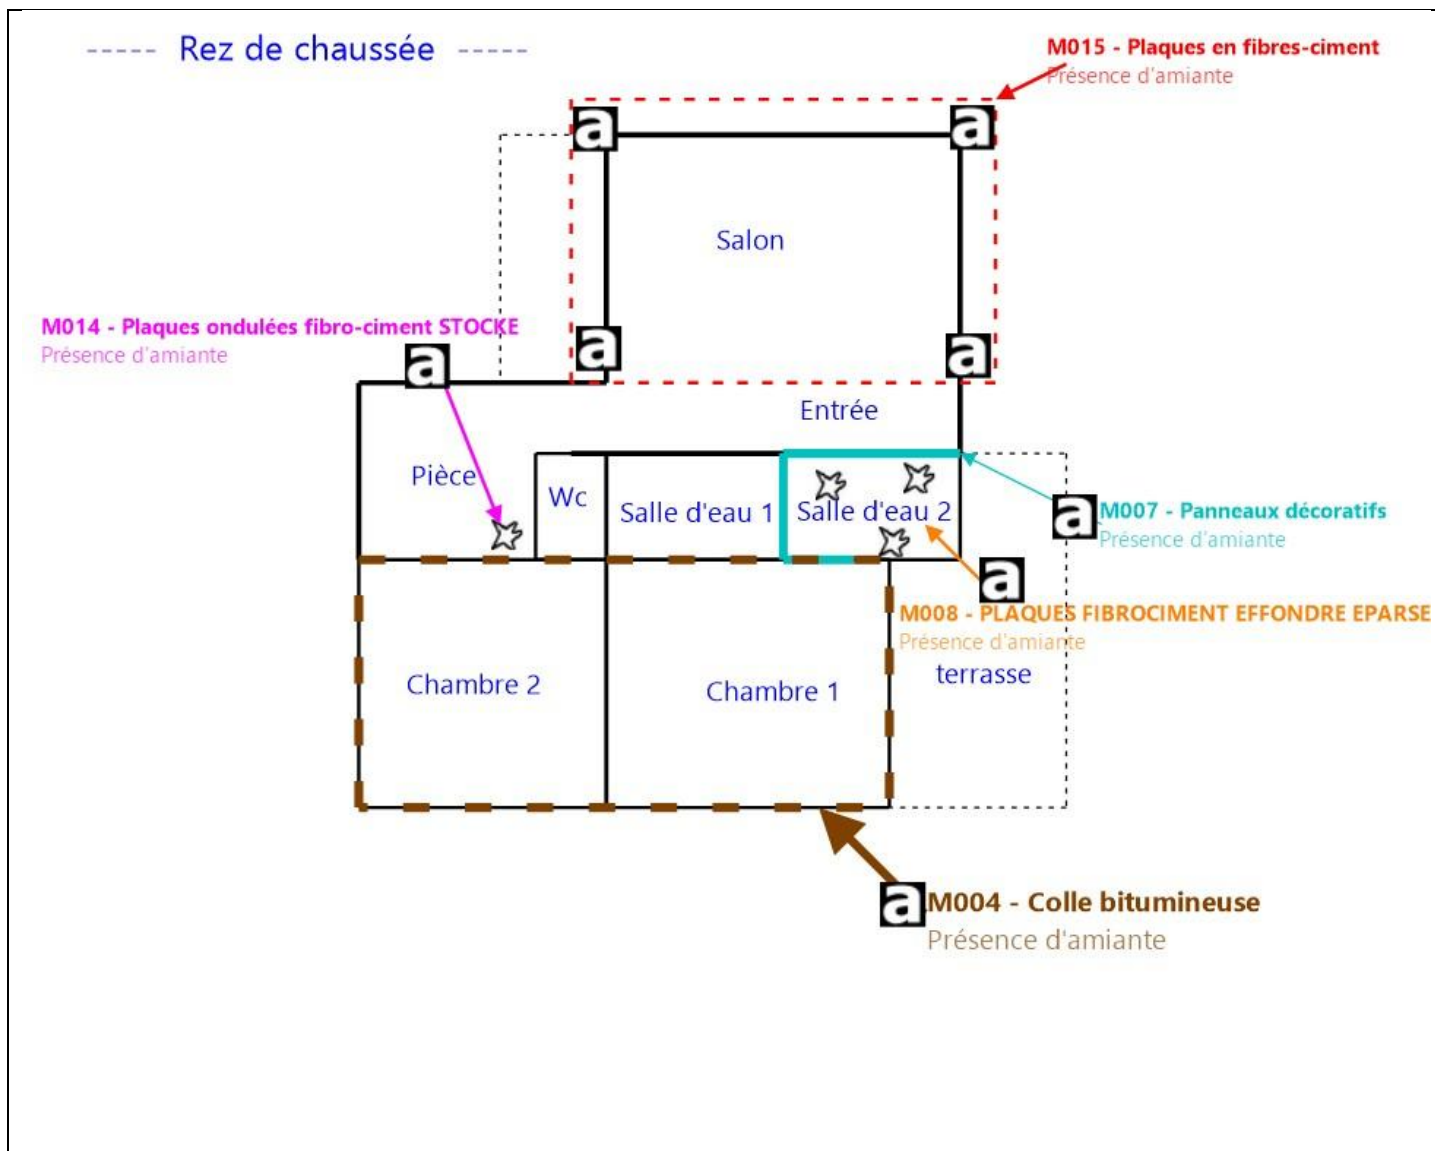 ----- Rez de chaussée -----
M015 - Plaques en fibres-ciment
Présence d'amiante
a
a
Salon
M014 - Plaques ondulées fibro-ciment STOCKE
Présence d'amiante
a
a
a
Entrée
Pièce
Wc
Salle d'eau 1
Salle d'eau 2
a
M007 - Panneaux décoratifs
Présence d'amiante
a
M008 - PLAQUES FIBROCIMENT EFFONDRE EPARSE
Présence d'amiante
terrasse
Chambre 2
Chambre 1
a
M004 - Colle bitumineuse
Présence d'amiante